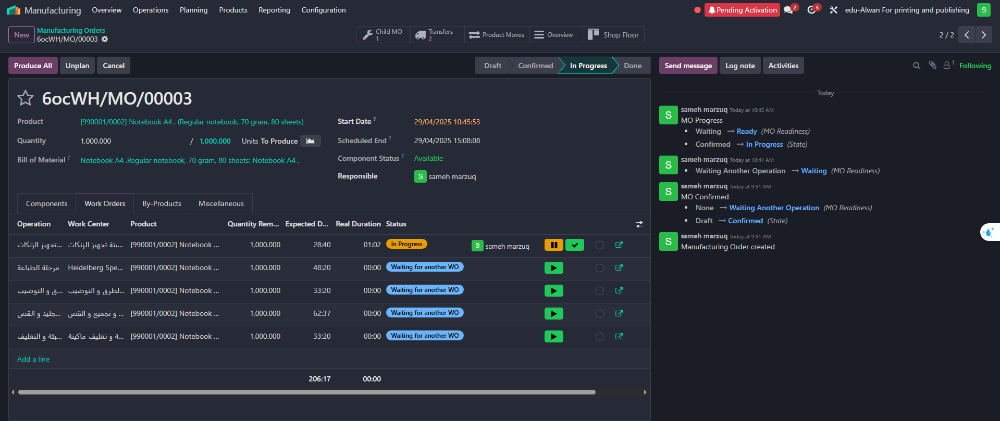 Manufacturing Overview Operations Planning Products Reporting Configuration Pending Activation 2 3 edu-Alwan For printing and publishing S
New Manufacturing Orders
6ocWH/MO/00003
Child MO 1 Transfers 2 Product Moves Overview Shop Floor 2 / 2
Produce All Unplan Cancel Draft Confirmed In Progress Done
6ocWH/MO/00003
Product [990001/0002] Notebook A4 . (Regular notebook, 70 gram, 80 sheets)
Quantity 1,000.000 / 1,000.000 Units To Produce
Bill of Material ? Notebook A4 .Regular notebook, 70 gram, 80 sheets: Notebook A4 .
Start Date ? 29/04/2025 10:45:53
Scheduled End ? 29/04/2025 15:08:08
Component Status ? Available
Responsible S sameh marzuq
Components Work Orders By-Products Miscellaneous
Operation Work Center Product Quantity Rem... Expected D... Real Duration Status
تجهيز الزنكات... ينة تجهيز الزنكات... [990001/0002] Notebook ... 1,000.000 28:40 01:02 In Progress S sameh marzuq
مرحلة الطباعة Heidelberg Spe... [990001/0002] Notebook ... 1,000.000 48:20 00:00 Waiting for another WO
ق و التوضيب... لطرق و التوضيب... [990001/0002] Notebook ... 1,000.000 33:20 00:00 Waiting for another WO
جليد و القص... و تجميع و القص... [990001/0002] Notebook ... 1,000.000 62:37 00:00 Waiting for another WO
بئة و التغليف... ة و تغليف ماكينة... [990001/0002] Notebook ... 1,000.000 33:20 00:00 Waiting for another WO
Add a line
206:17 00:00
Send message Log note Activities 1 Following
Today
S sameh marzuq Today at 10:45 AM
MO Progress
• Waiting → Ready (MO Readiness)
• Confirmed → In Progress (State)
S sameh marzuq Today at 10:41 AM
• Waiting Another Operation → Waiting (MO Readiness)
S sameh marzuq Today at 9:51 AM
MO Confirmed
• None → Waiting Another Operation (MO Readiness)
• Draft → Confirmed (State)
S sameh marzuq Today at 9:51 AM
Manufacturing Order created